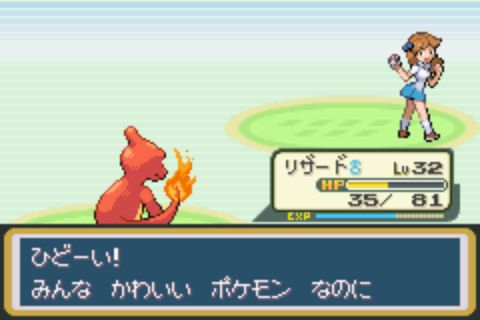 リザード♂ Lv32
HP
35/ 81
EXP
ひどーい!
みんな かわいい ポケモン なのに